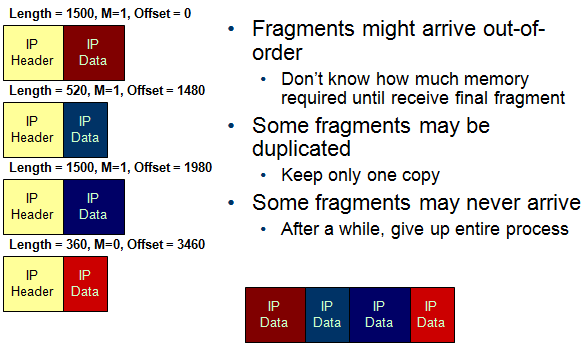 Length = 1500, M=1, Offset = 0
IP
Header
IP
Data
Length = 520, M=1, Offset = 1480
IP
Header
IP
Data
Length = 1500, M=1, Offset = 1980
IP
Header
IP
Data
Length = 360, M=0, Offset = 3460
IP
Header
IP
Data
• Fragments might arrive out-of-
order
• Don't know how much memory
required until receive final fragment
• Some fragments may be
duplicated
• Keep only one copy
• Some fragments may never arrive
• After a while, give up entire process
IP
Data
IP
Data
IP
Data
IP
Data